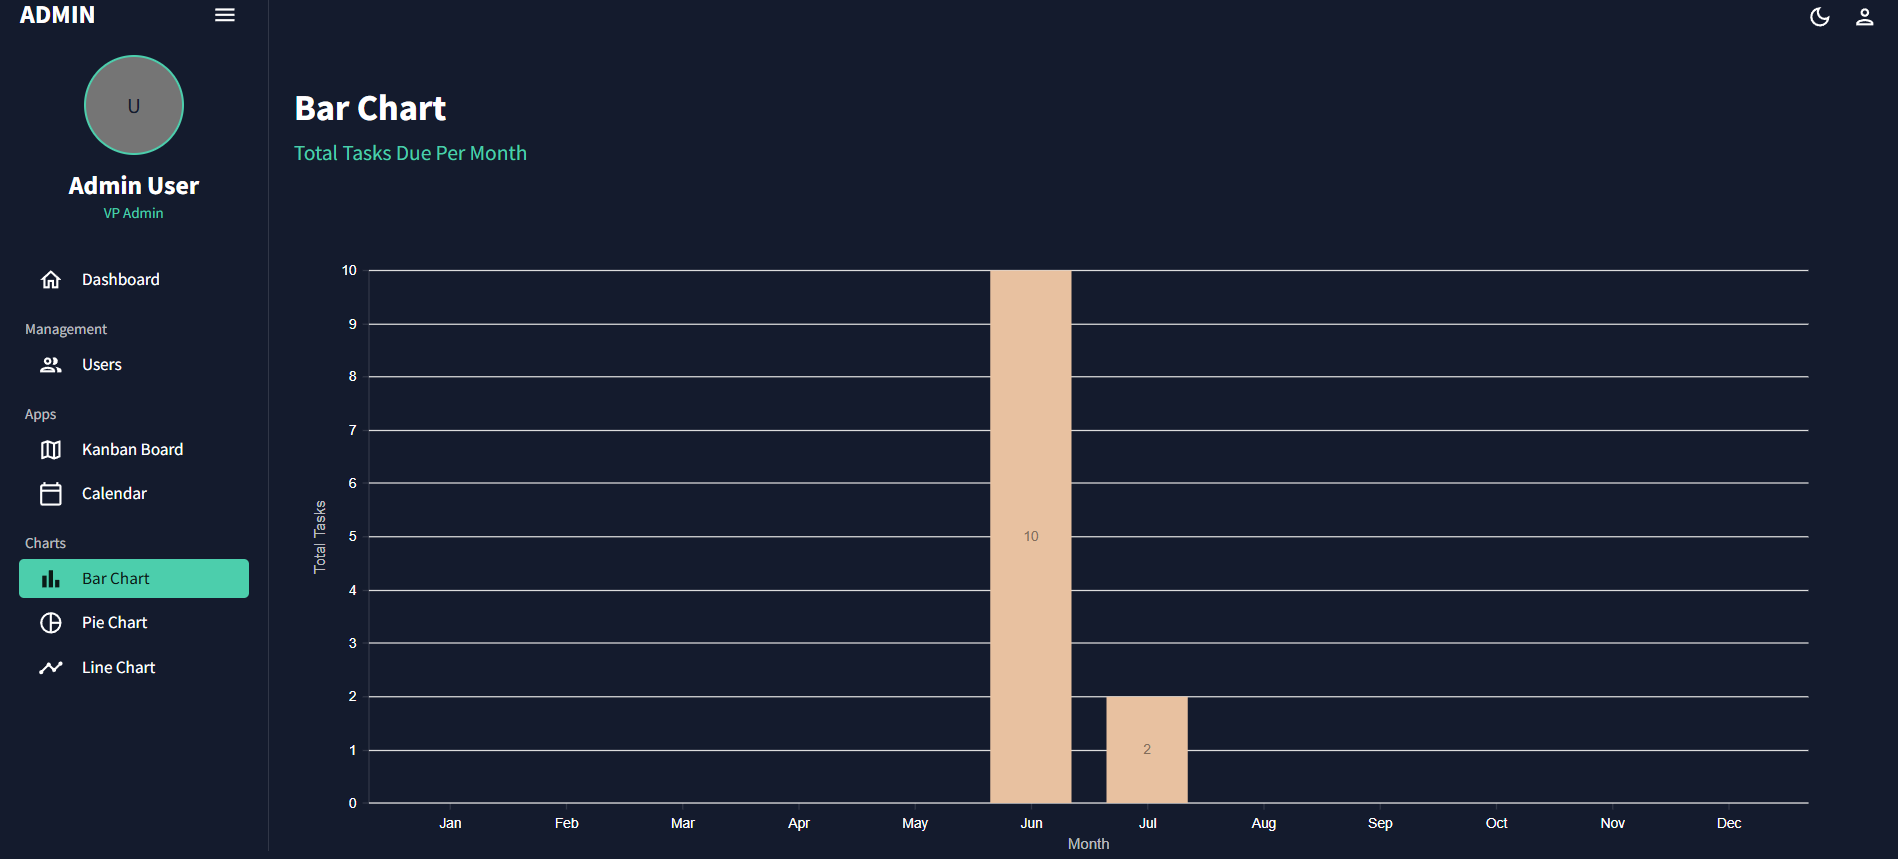 ADMIN
U
Admin User
VP Admin
Dashboard
Management
Users
Apps
Kanban Board
Calendar
Charts
Bar Chart
Pie Chart
Line Chart
Bar Chart
Total Tasks Due Per Month
10
9
8
7
6
5
4
3
2
1
0
Total Tasks
10
2
Jan Feb Mar Apr May Jun Jul Aug Sep Oct Nov Dec
Month